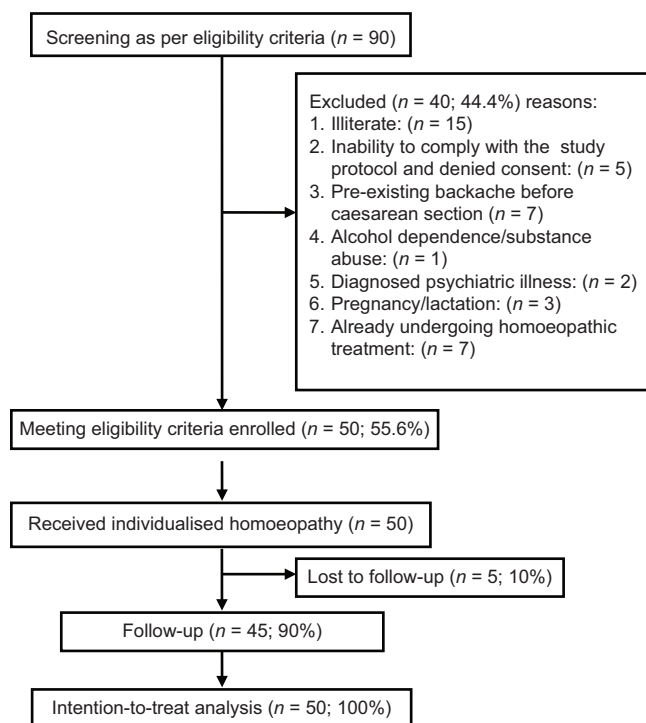 Screening as per eligibility criteria (n = 90)
Excluded (n = 40; 44.4%) reasons:
1. Illiterate: (n = 15)
2. Inability to comply with the study
protocol and denied consent: (n = 5)
3. Pre-existing backache before
caesarean section (n = 7)
4. Alcohol dependence/substance
abuse: (n = 1)
5. Diagnosed psychiatric illness: (n = 2)
6. Pregnancy/lactation: (n = 3)
7. Already undergoing homoeopathic
treatment: (n = 7)
Meeting eligibility criteria enrolled (n = 50; 55.6%)
Received individualised homoeopathy (n = 50)
Lost to follow-up (n = 5; 10%)
Follow-up (n = 45; 90%)
Intention-to-treat analysis (n = 50; 100%)